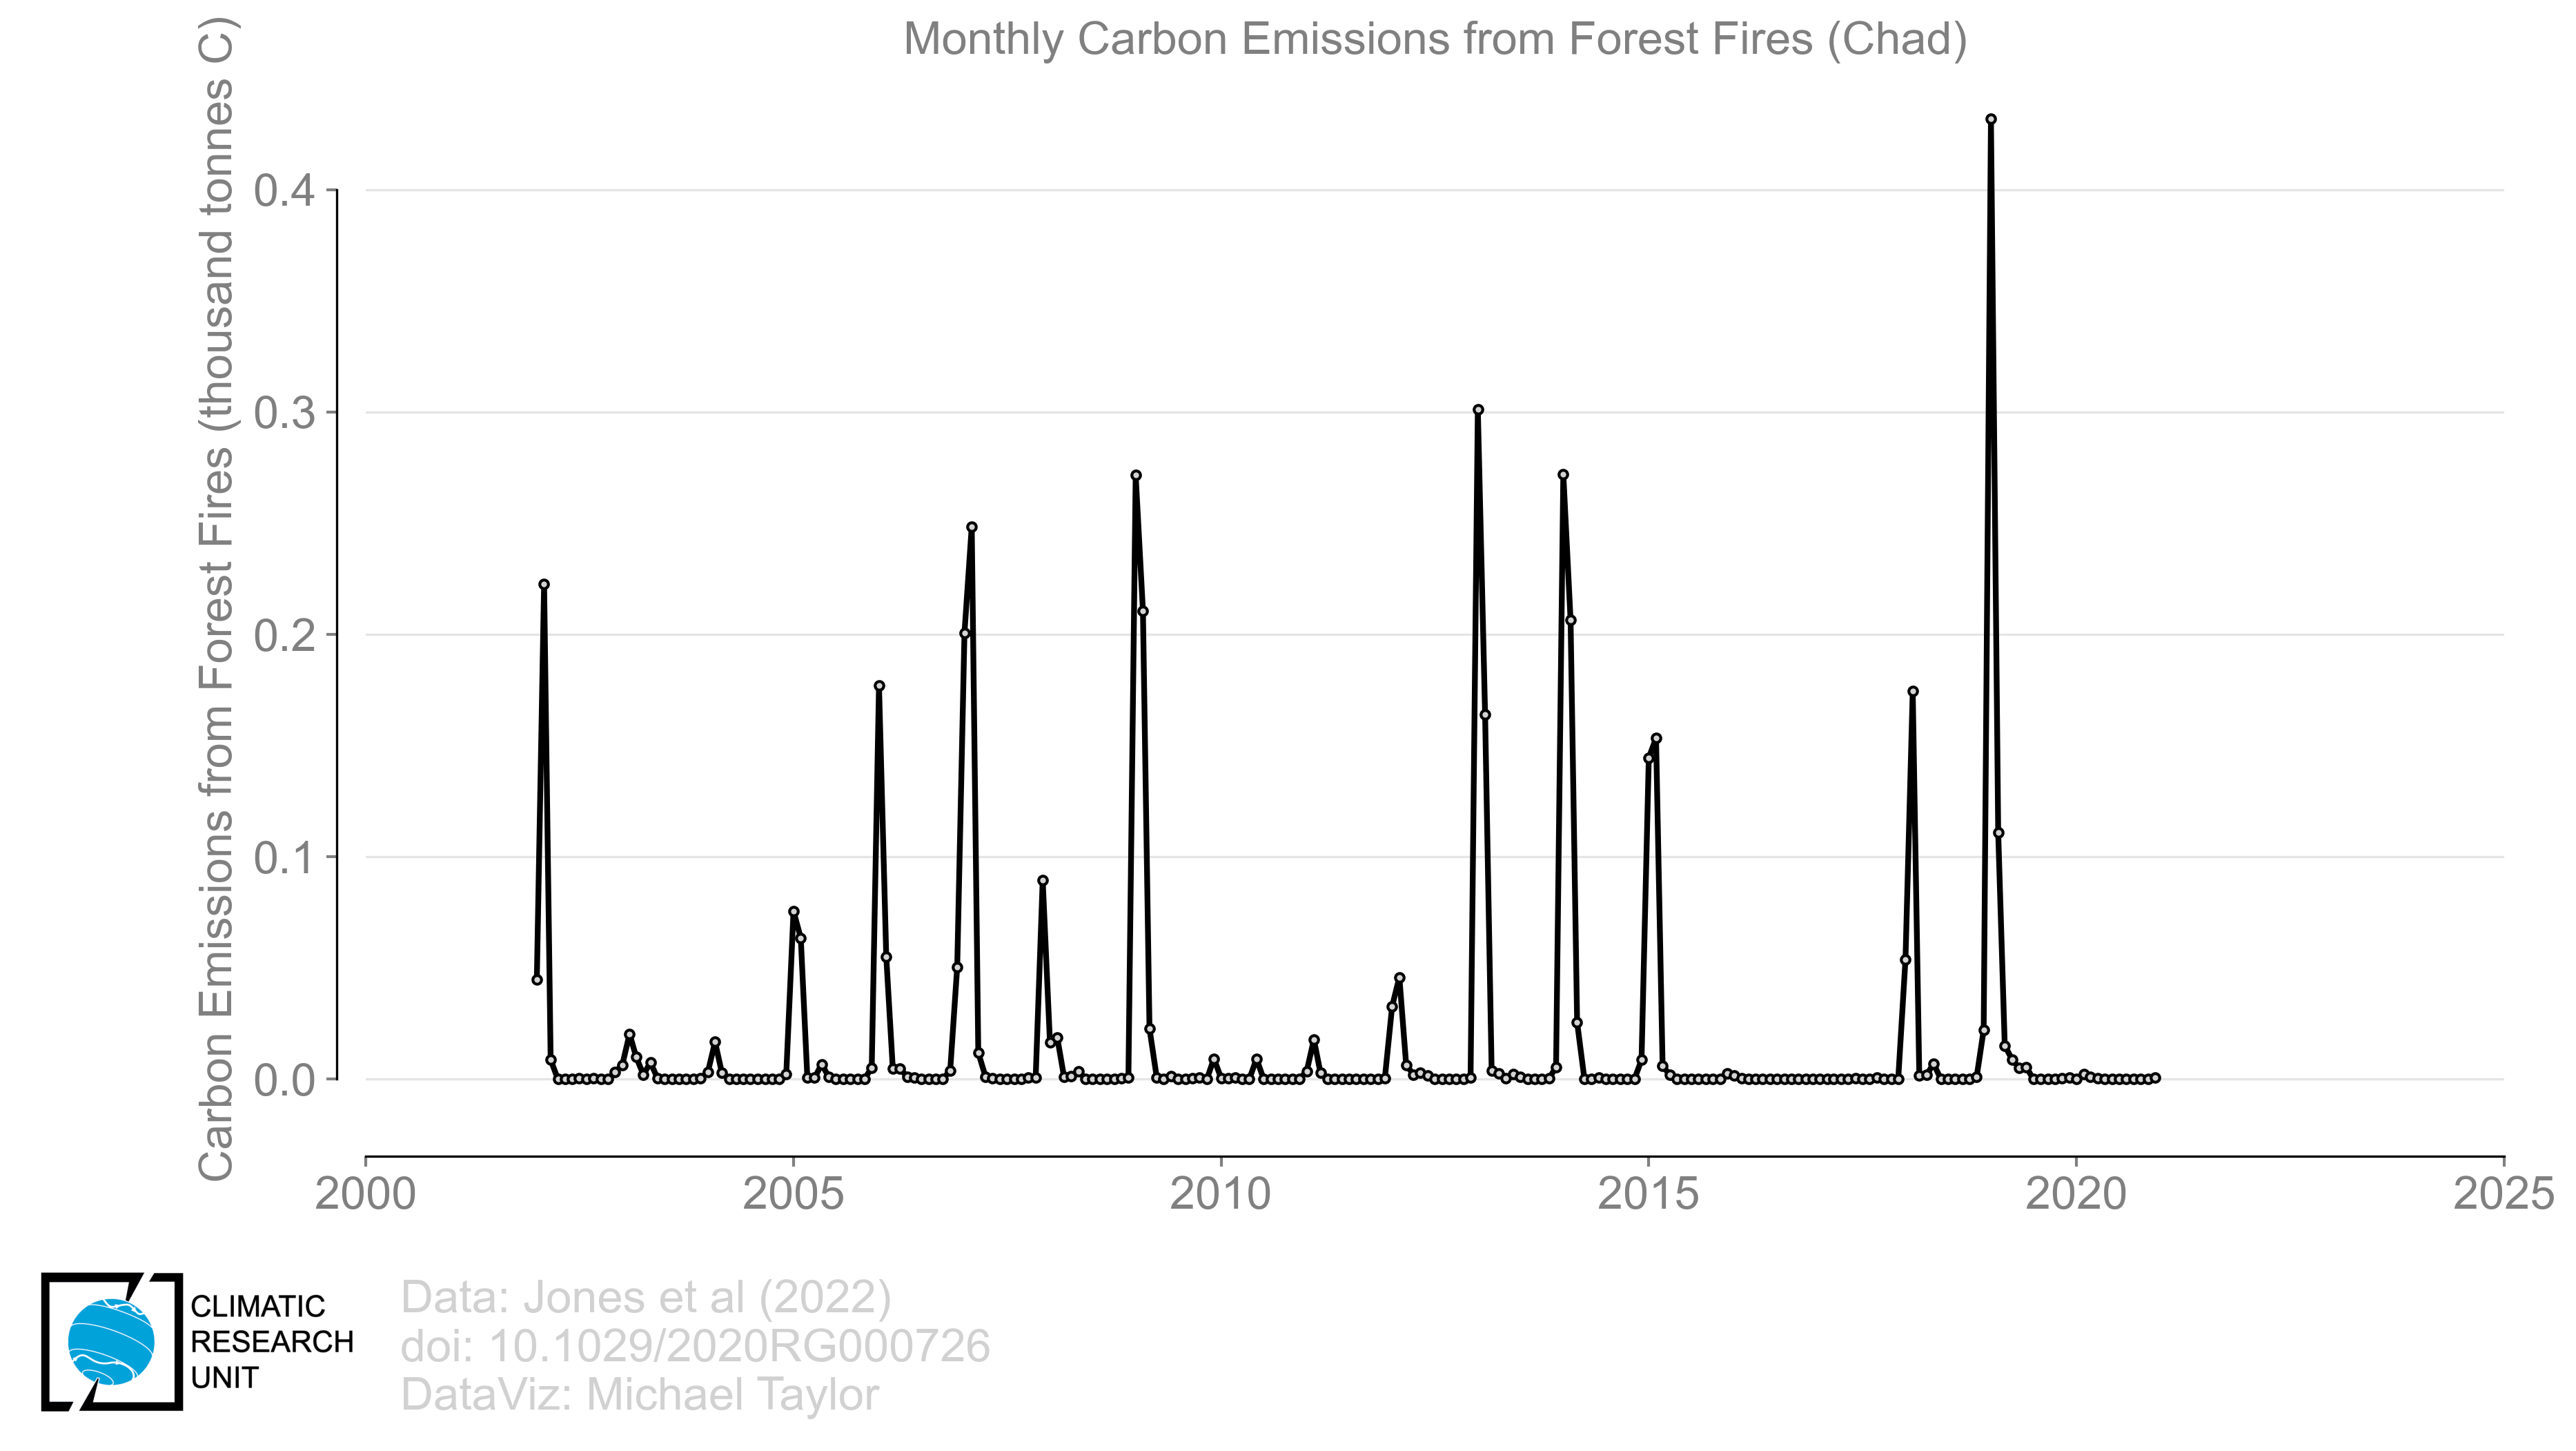 Monthly Carbon Emissions from Forest Fires (Chad)
Carbon Emissions from Forest Fires (thousand tonnes C)
0.4
0.3
0.2
0.1
0.0
2000
2005
2010
2015
2020
2025
CLIMATIC
RESEARCH
UNIT
Data: Jones et al (2022)
doi: 10.1029/2020RG000726
DataViz: Michael Taylor